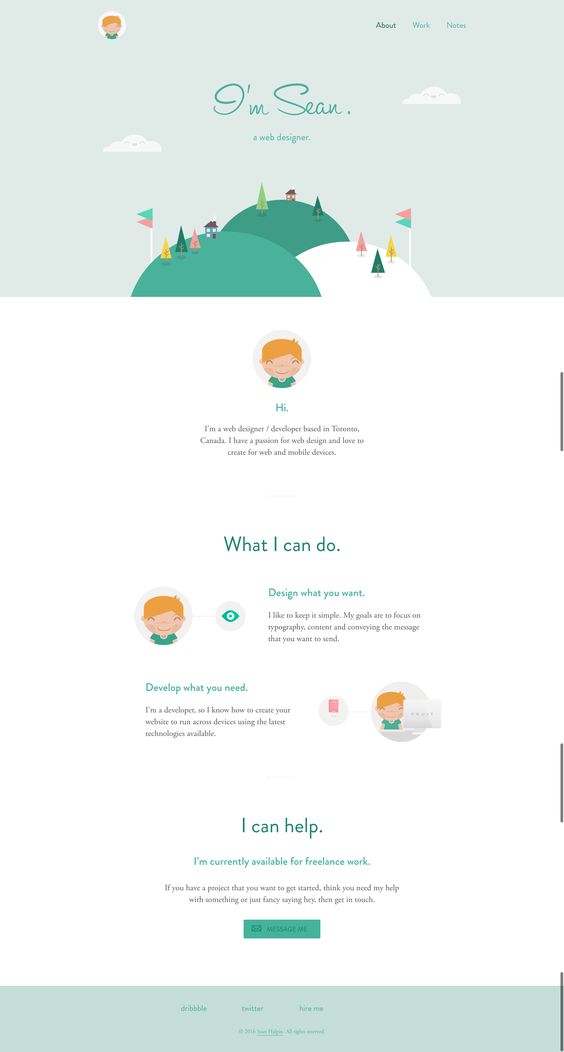 About Work Notes
I'm Sean.
a web designer.
Hi.
I'm a web designer / developer based in Toronto,
Canada. I have a passion for web design and love to
create for web and mobile devices.
What I can do.
Design what you want.
I like to keep it simple. My goals are to focus on
typography, content and conveying the message
that you want to send.
Develop what you need.
I'm a developer, so I know how to create your
website to run across devices using the latest
technologies available.
FRUIT
I can help.
I'm currently available for freelance work.
If you have a project that you want to get started, think you need my help
with something or just fancy saying hey, then get in touch.
MESSAGE ME
dribbble twitter hire me
© 2016 Sean Halpin. All rights reserved.